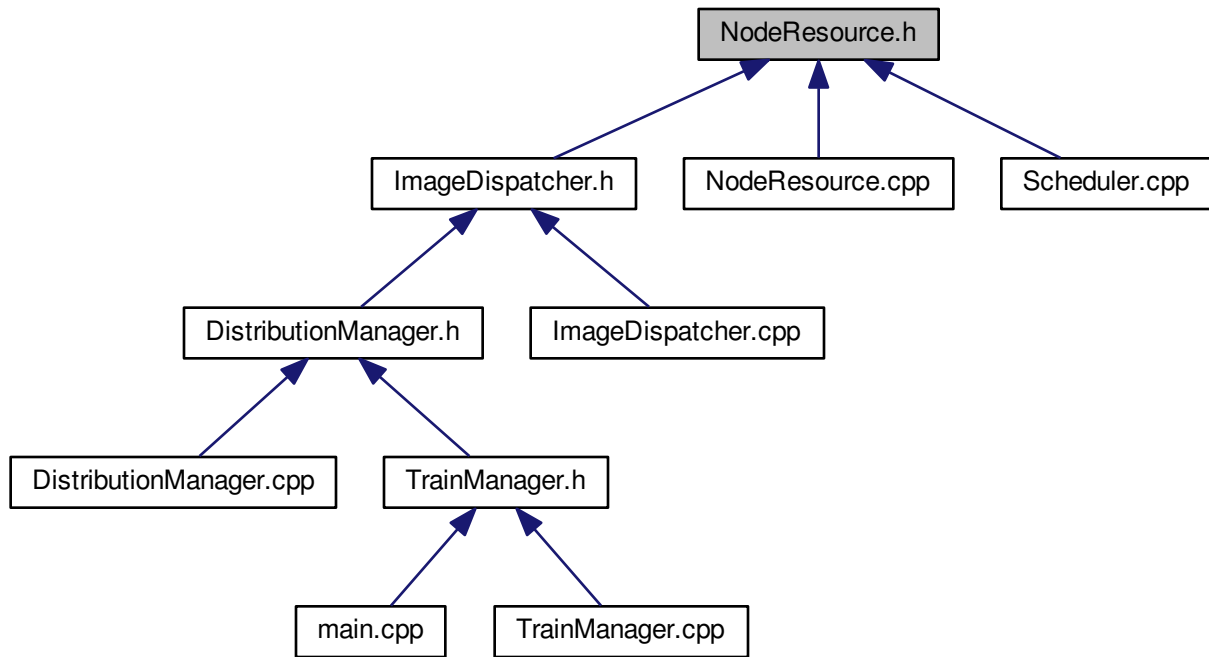 NodeResource.h
ImageDispatcher.h
NodeResource.cpp
Scheduler.cpp
DistributionManager.h
ImageDispatcher.cpp
DistributionManager.cpp
TrainManager.h
main.cpp
TrainManager.cpp